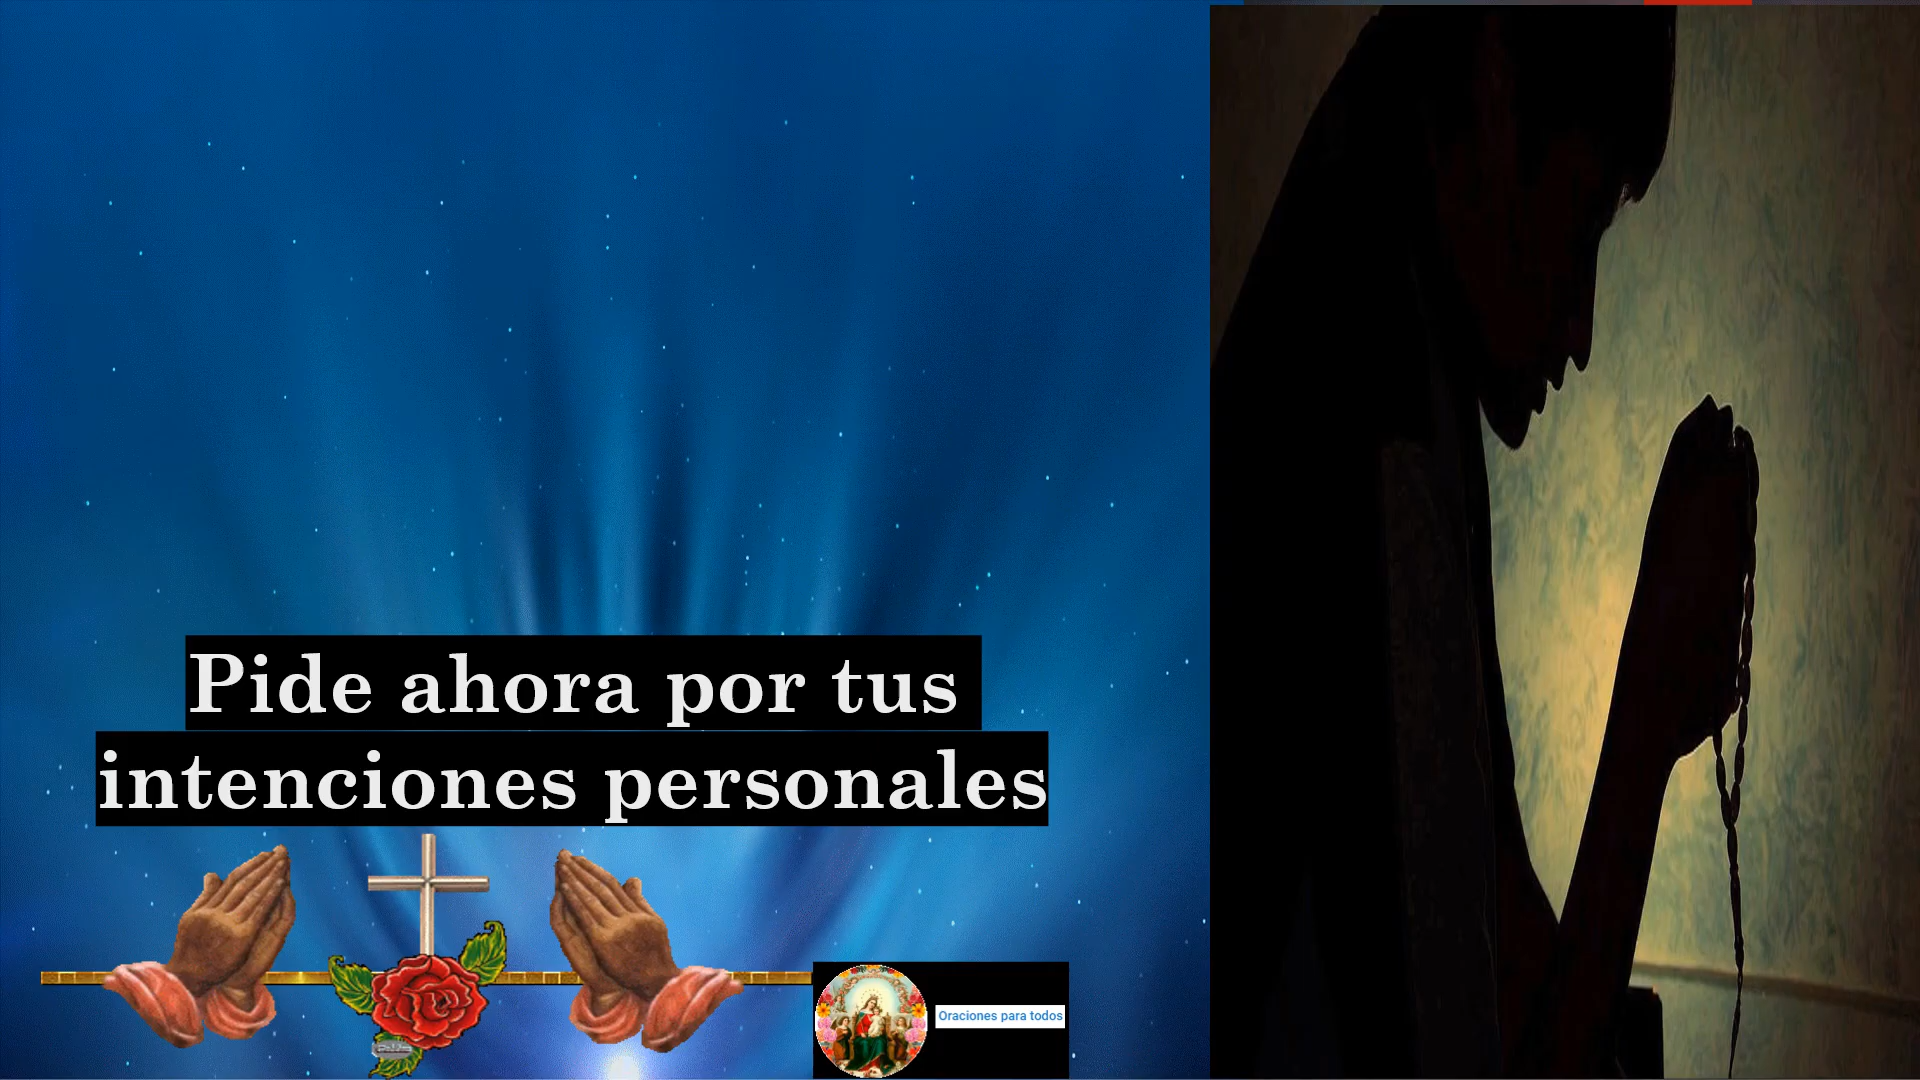 Pide ahora por tus
intenciones personales
Oraciones para todos